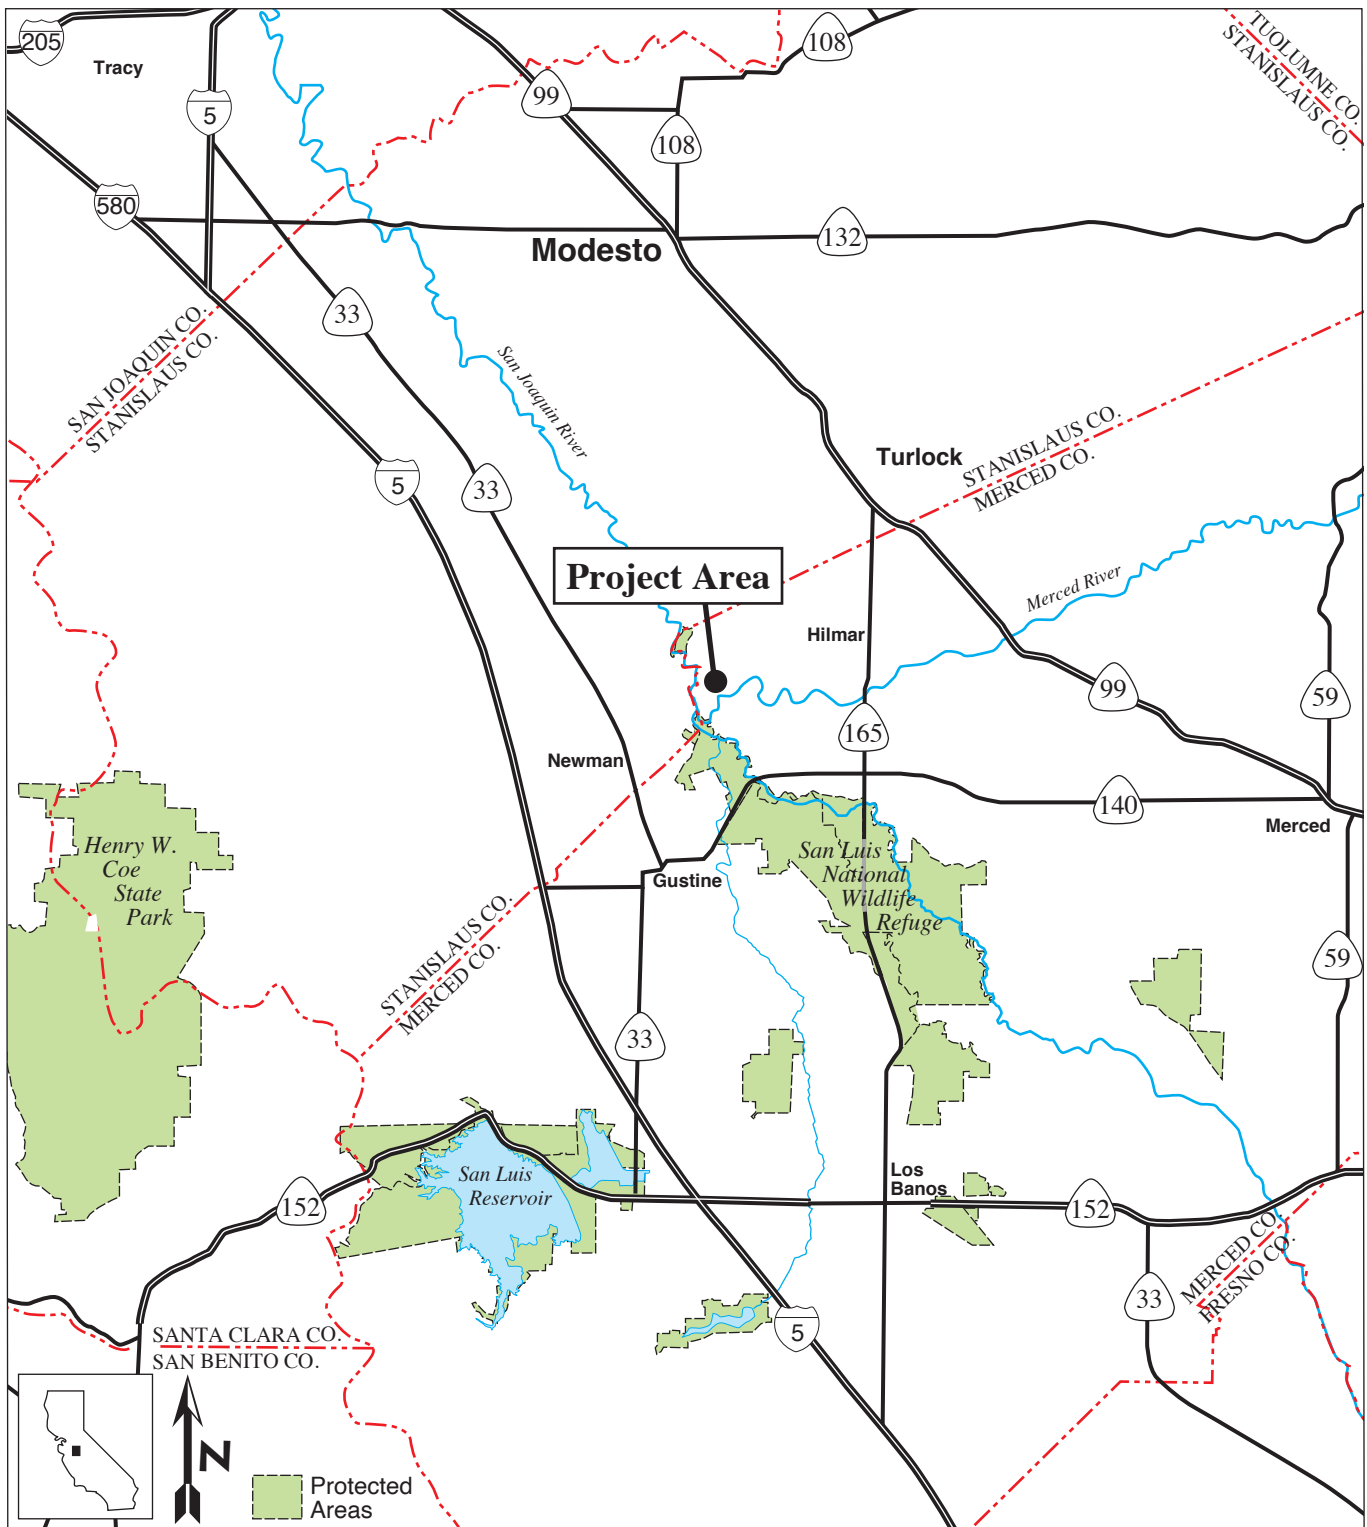 205
Tracy
5
99
108
108
TUOLUMNE CO.
STANISLAUS CO.
580
Modesto
132
33
SAN JOAQUIN CO.
STANISLAUS CO.
San Joaquin River
5
33
Turlock
STANISLAUS CO.
MERCED CO.
Project Area
Merced River
Hilmar
99
59
165
Newman
140
Merced
Henry W.
Coe
State
Park
San Luis
National
Wildlife
Refuge
Gustine
STANISLAUS CO.
MERCED CO.
59
33
San Luis
Reservoir
Los
Banos
152
152
MERCED CO.
FRESNO CO.
33
5
SANTA CLARA CO.
SAN BENITO CO.
N
Protected
Areas